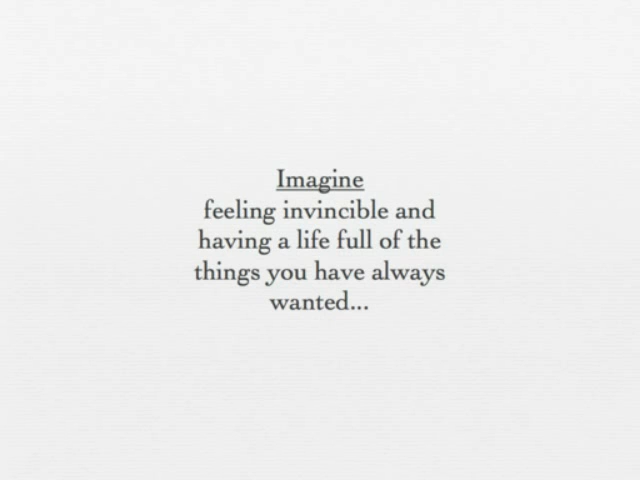 Imagine
feeling invincible and
having a life full of the
things you have always
wanted...